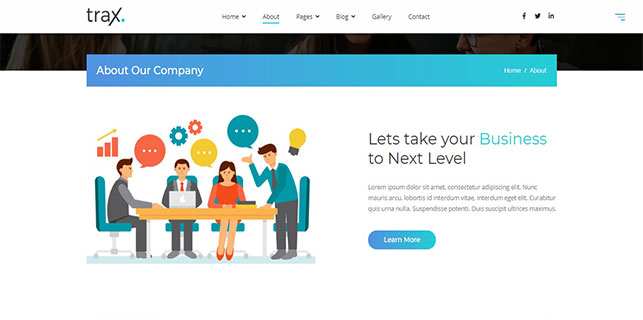 trax.
Home About Pages Blog Gallery Contact
About Our Company
Home / About
Lets take your Business
to Next Level
Lorem ipsum dolor sit amet, consectetur adipiscing elit. Nunc
mauris arcu, lobortis id interdum vitae, interdum eget elit. Curabitur
quis urna nulla. Suspendisse potenti. Duis suscipit ultrices maximus.
Learn More